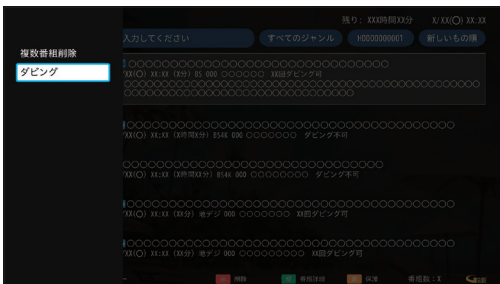 残り: XXX時間XX分 X/XX(○) XX:XX
入力してください すべてのジャンル H0000000001 新しいもの順
複数番組削除
ダビング
○○○○○○○○○○○○○○○○○○○○○○○○○○○○○○○○○○○
/XX(○) XX:XX (X分) BS 000 ○○○○○○ XX回ダビング可
○○○○○○○○○○○○○○○○○○○○○○○○○○○○○○○○○○○○○○○○○○○○○○○○
○○○○○○○○○○○○○○○○○○○○○○○○○○○○○○○
○○○○○○○○○○○○○○○○○○○○○○○○○○○○○○○○○○○○○○○○○○○○
/XX(○) XX:XX (X時間X分) BS4K 000 ○○○○○○○ ダビング不可
○○○○○○○○○○○○○○○○○○○○○○○○○○○○○○○○○○○
/XX(○) XX:XX (X時間XX分) BS4K 000 ○○○○○○○○ ダビング不可
○○○○○○○○○○○○○○○○○○○○○○○○○○○○○○○○○○○○○○○○○○○○
/XX(○) XX:XX (XX分) 地デジ 000 ○○○○○○○ XX回ダビング可
○○○○○○○○○○○○○○○○○○○○○○○○○○○○○○○○○○○○○○○○○○○○
/XX(○) XX:XX (XX分) 地デジ 000 ○○○○○○○○ XX回ダビング可
削除 番組詳細 保護 番組数:X